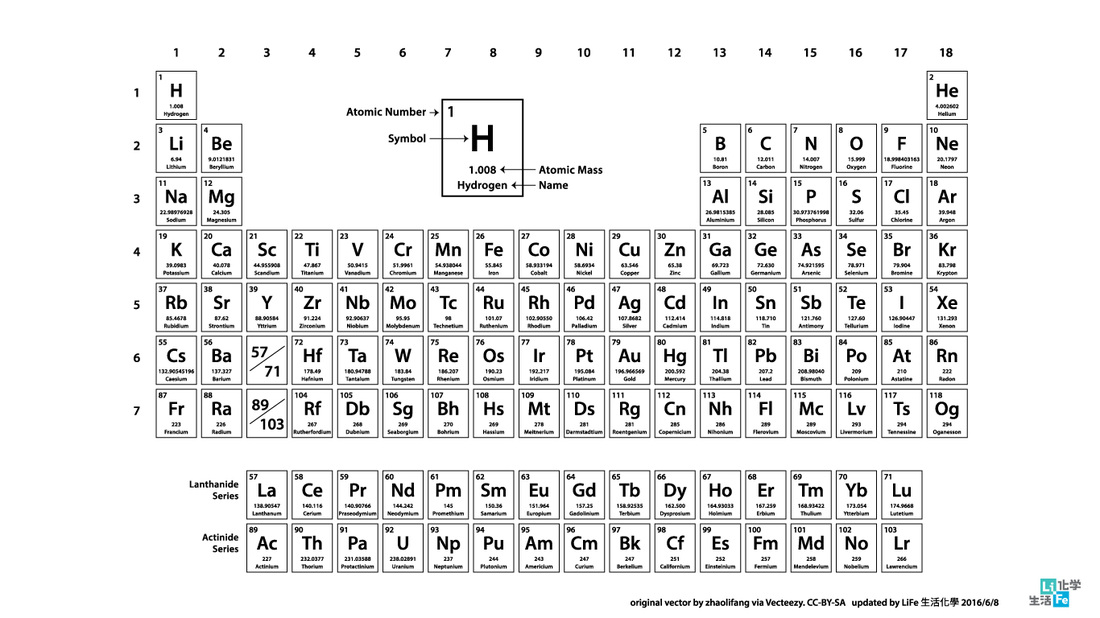 1 2 3 4 5 6 7 8 9 10 11 12 13 14 15 16 17 18
1
1 H 1.008 Hydrogen
2 He 4.002602 Helium
Atomic Number → 1
Symbol → H
1.008 ← Atomic Mass
Hydrogen ← Name
2
3 Li 6.94 Lithium
4 Be 9.0121831 Beryllium
5 B 10.81 Boron
6 C 12.011 Carbon
7 N 14.007 Nitrogen
8 O 15.999 Oxygen
9 F 18.998403163 Fluorine
10 Ne 20.1797 Neon
3
11 Na 22.98976928 Sodium
12 Mg 24.305 Magnesium
13 Al 26.9815385 Aluminium
14 Si 28.085 Silicon
15 P 30.973761998 Phosphorus
16 S 32.06 Sulfur
17 Cl 35.45 Chlorine
18 Ar 39.948 Argon
4
19 K 39.0983 Potassium
20 Ca 40.078 Calcium
21 Sc 44.955908 Scandium
22 Ti 47.867 Titanium
23 V 50.9415 Vanadium
24 Cr 51.9961 Chromium
25 Mn 54.938044 Manganese
26 Fe 55.845 Iron
27 Co 58.933194 Cobalt
28 Ni 58.6934 Nickel
29 Cu 63.546 Copper
30 Zn 65.38 Zinc
31 Ga 69.723 Gallium
32 Ge 72.630 Germanium
33 As 74.921595 Arsenic
34 Se 78.971 Selenium
35 Br 79.904 Bromine
36 Kr 83.798 Krypton
5
37 Rb 85.4678 Rubidium
38 Sr 87.62 Strontium
39 Y 88.90584 Yttrium
40 Zr 91.224 Zirconium
41 Nb 92.90637 Niobium
42 Mo 95.95 Molybdenum
43 Tc 98 Technetium
44 Ru 101.07 Ruthenium
45 Rh 102.90550 Rhodium
46 Pd 106.42 Palladium
47 Ag 107.8682 Silver
48 Cd 112.414 Cadmium
49 In 114.818 Indium
50 Sn 118.710 Tin
51 Sb 121.760 Antimony
52 Te 127.60 Tellurium
53 I 126.90447 Iodine
54 Xe 131.293 Xenon
6
55 Cs 132.90545196 Caesium
56 Ba 137.327 Barium
57/71
72 Hf 178.49 Hafnium
73 Ta 180.94788 Tantalum
74 W 183.84 Tungsten
75 Re 186.207 Rhenium
76 Os 190.23 Osmium
77 Ir 192.217 Iridium
78 Pt 195.084 Platinum
79 Au 196.966569 Gold
80 Hg 200.592 Mercury
81 Tl 204.38 Thallium
82 Pb 207.2 Lead
83 Bi 208.98040 Bismuth
84 Po 209 Polonium
85 At 210 Astatine
86 Rn 222 Radon
7
87 Fr 223 Francium
88 Ra 226 Radium
89/103
104 Rf 267 Rutherfordium
105 Db 268 Dubnium
106 Sg 269 Seaborgium
107 Bh 270 Bohrium
108 Hs 269 Hassium
109 Mt 278 Meitnerium
110 Ds 281 Darmstadtium
111 Rg 281 Roentgenium
112 Cn 285 Copernicium
113 Nh 286 Nihonium
114 Fl 289 Flerovium
115 Mc 289 Moscovium
116 Lv 293 Livermorium
117 Ts 294 Tennessine
118 Og 294 Oganesson
Lanthanide
Series
57 La 138.90547 Lanthanum
58 Ce 140.116 Cerium
59 Pr 140.90766 Praseodymium
60 Nd 144.242 Neodymium
61 Pm 145 Promethium
62 Sm 150.36 Samarium
63 Eu 151.964 Europium
64 Gd 157.25 Gadolinium
65 Tb 158.92535 Terbium
66 Dy 162.500 Dysprosium
67 Ho 164.93033 Holmium
68 Er 167.259 Erbium
69 Tm 168.93422 Thulium
70 Yb 173.054 Ytterbium
71 Lu 174.9668 Lutetium
Actinide
Series
89 Ac 227 Actinium
90 Th 232.0377 Thorium
91 Pa 231.03588 Protactinium
92 U 238.02891 Uranium
93 Np 237 Neptunium
94 Pu 244 Plutonium
95 Am 243 Americium
96 Cm 247 Curium
97 Bk 247 Berkelium
98 Cf 251 Californium
99 Es 252 Einsteinium
100 Fm 257 Fermium
101 Md 258 Mendelevium
102 No 259 Nobelium
103 Lr 266 Lawrencium
original vector by zhaolifang via Vecteezy. CC-BY-SA updated by LiFe 生活化學 2016/6/8
Li化学
生活Fe